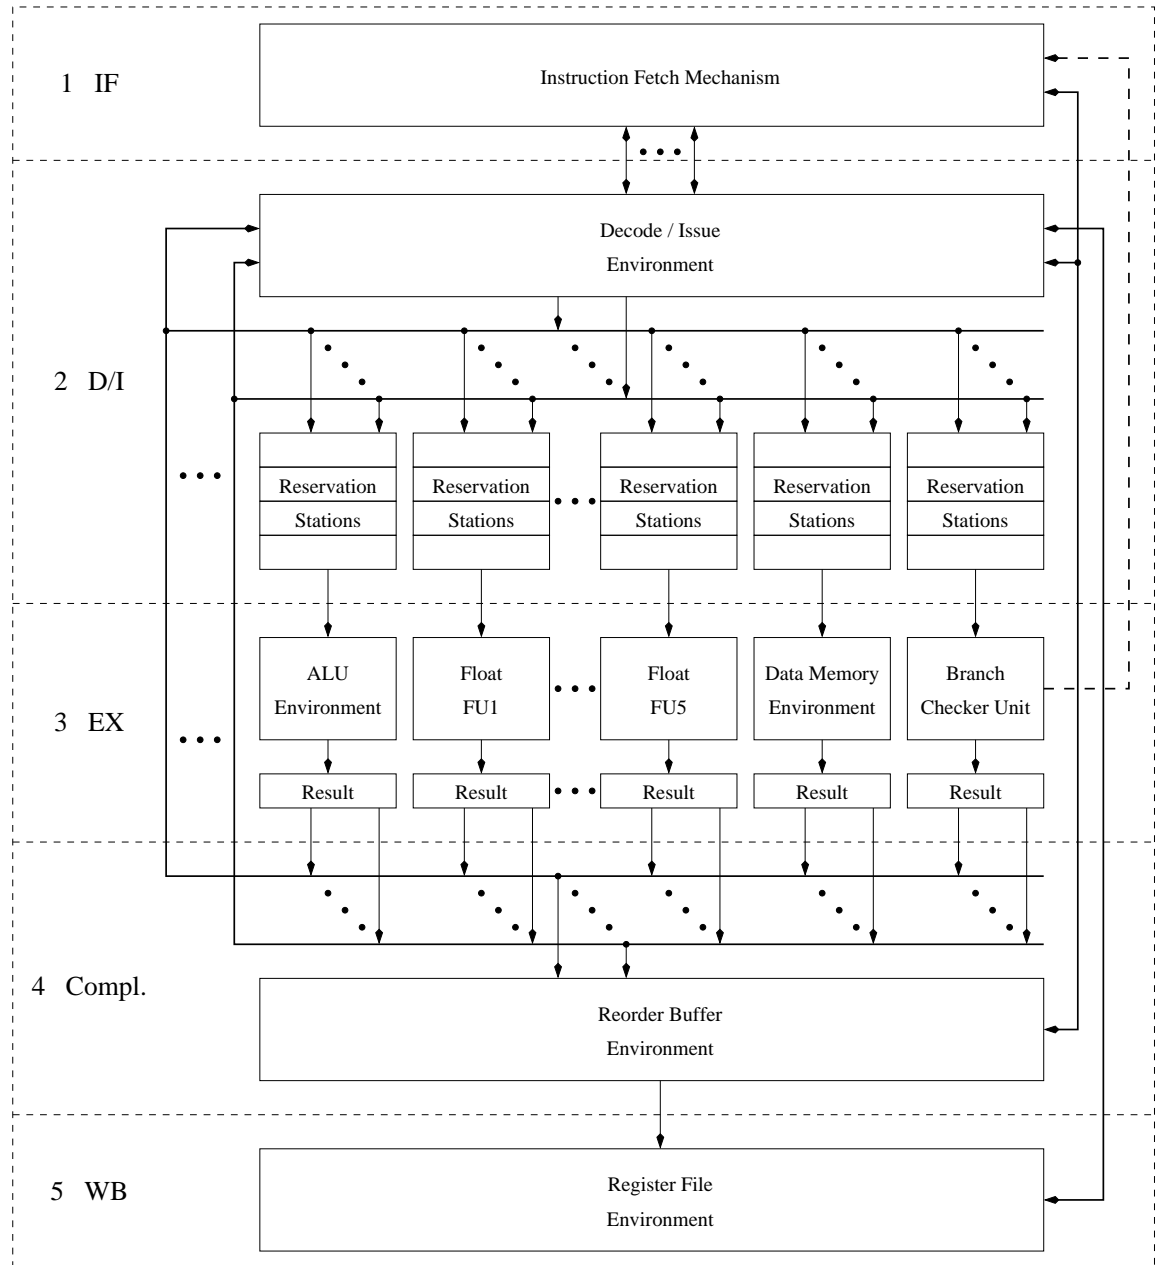 1 IF
Instruction Fetch Mechanism
Decode / Issue
Environment
2 D/I
Reservation Reservation Reservation Reservation Reservation
Stations Stations Stations Stations Stations
3 EX
ALU
Environment
Float
FU1
Float
FU5
Data Memory
Environment
Branch
Checker Unit
Result Result Result Result Result
4 Compl.
Reorder Buffer
Environment
5 WB
Register File
Environment